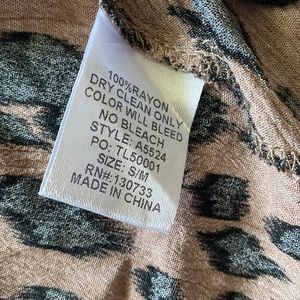 100%RAYON
DRY CLEAN ONLY
COLOR WILL BLEED
NO BLEACH
STYLE: A5524
PO: TL50001
SIZE: S/M
RN#:130733
MADE IN CHINA